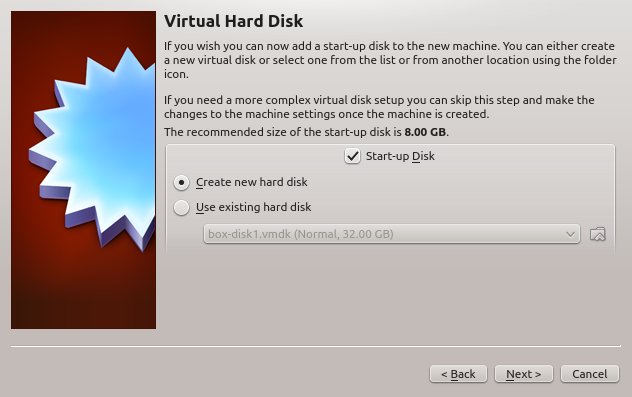 Virtual Hard Disk
If you wish you can now add a start-up disk to the new machine. You can either create
a new virtual disk or select one from the list or from another location using the folder
icon.
If you need a more complex virtual disk setup you can skip this step and make the
changes to the machine settings once the machine is created.
The recommended size of the start-up disk is 8.00 GB.
Start-up Disk
Create new hard disk
Use existing hard disk
box-disk1.vmdk (Normal, 32.00 GB)
< Back Next > Cancel